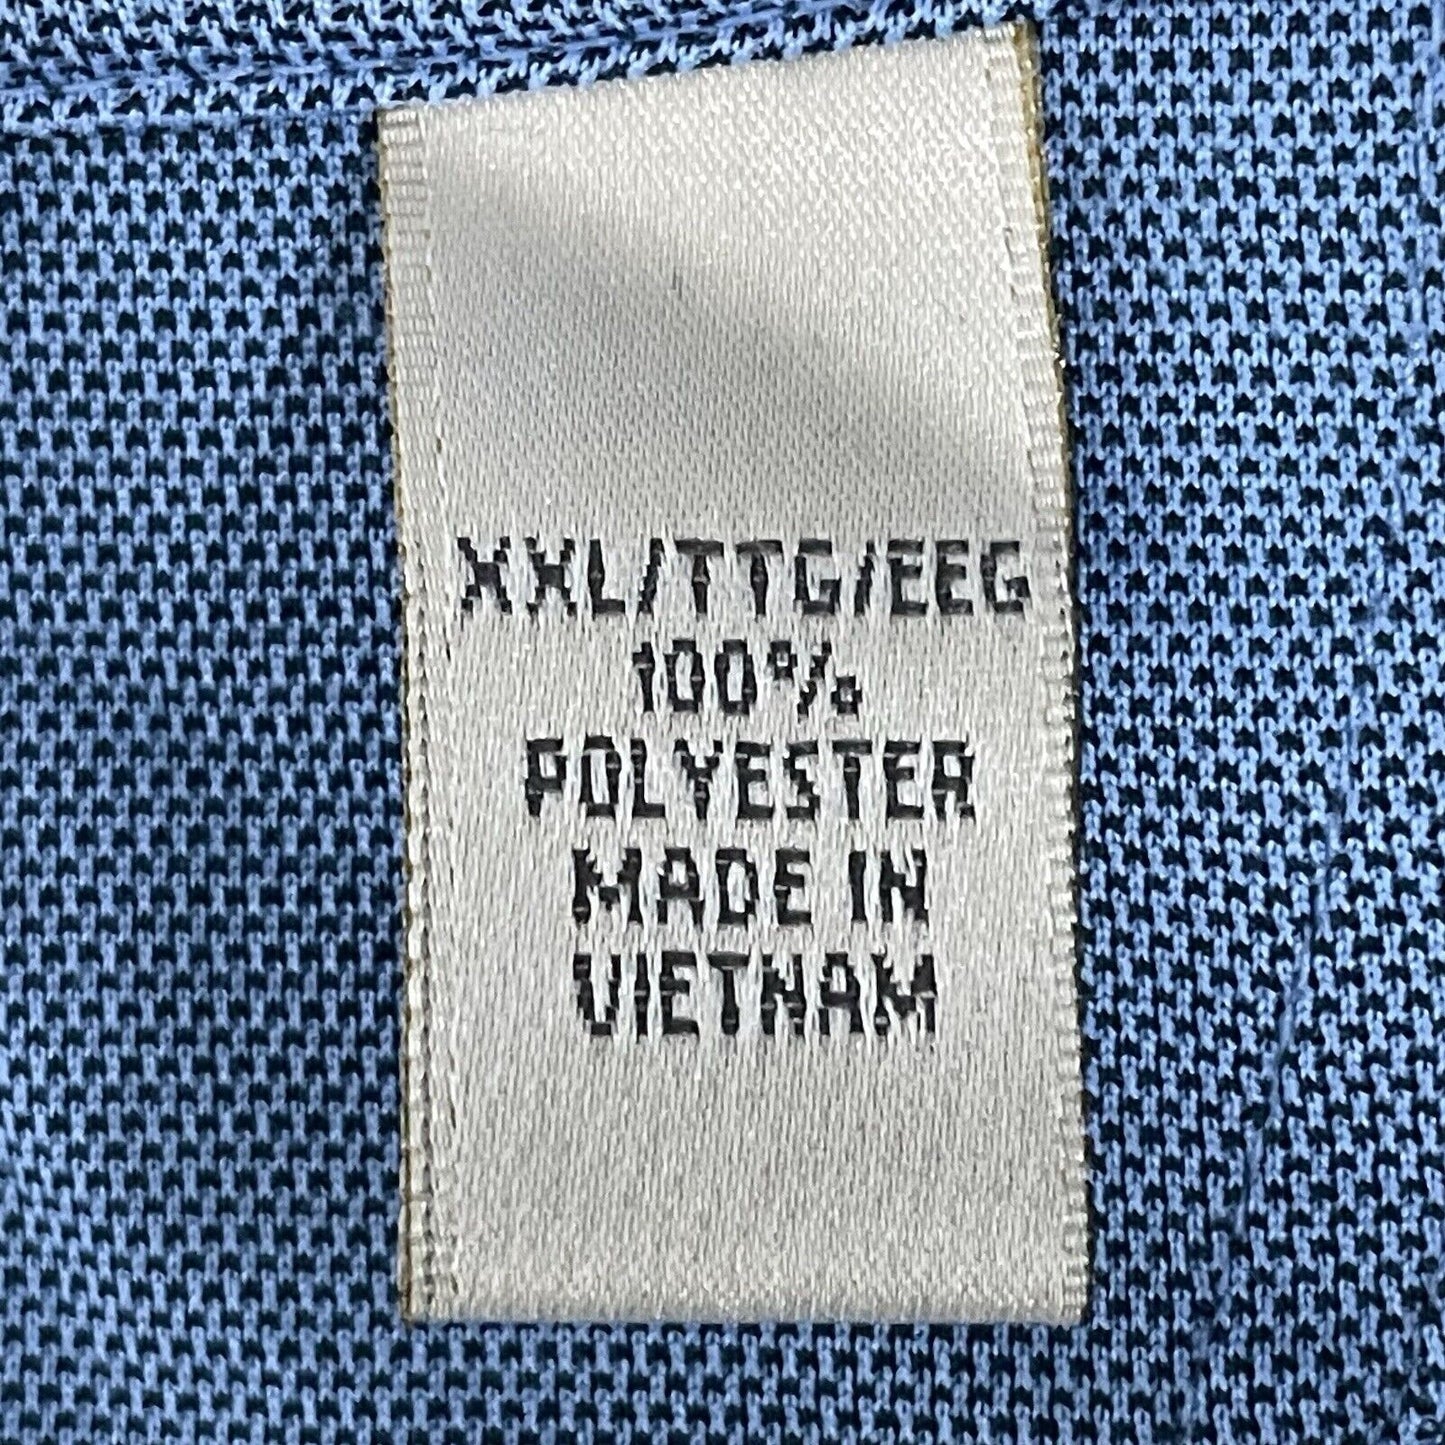 XXL/TTG/EEG
100%
POLYESTER
MADE IN
VIETNAM